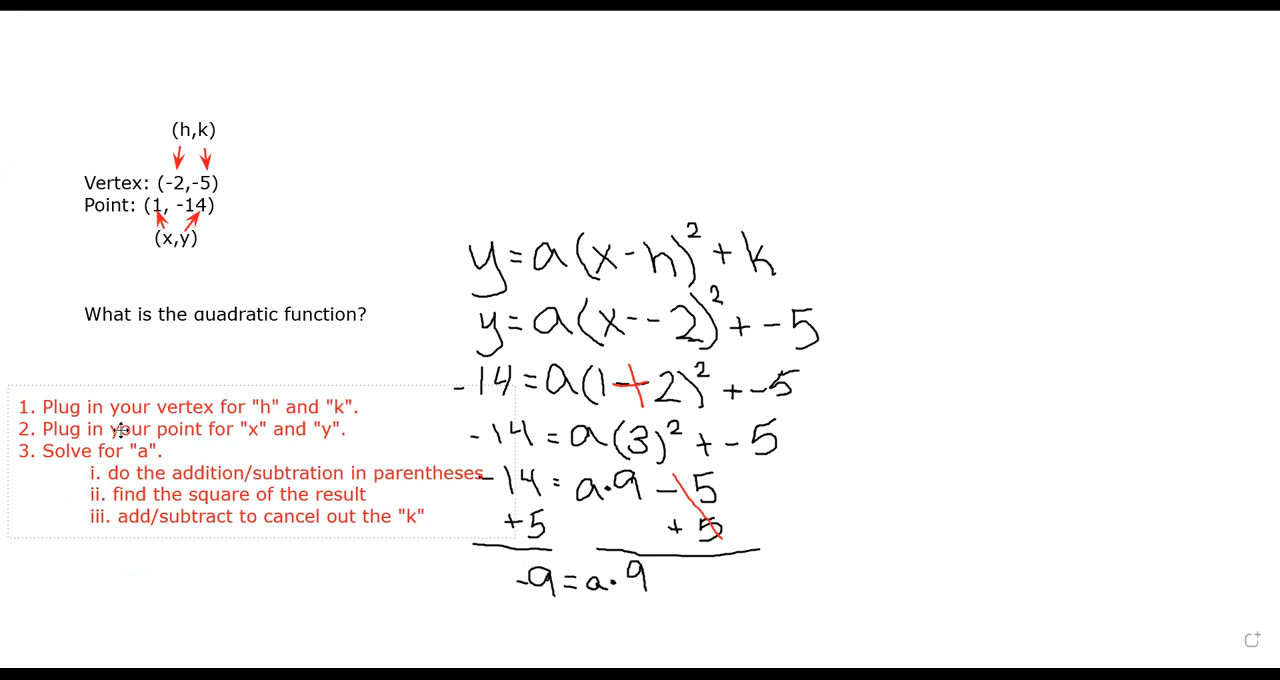 (h,k)
Vertex: (-2,-5)
Point: (1, -14)
(x,y)
What is the quadratic function?
1. Plug in your vertex for "h" and "k".
2. Plug in your point for "x" and "y".
3. Solve for "a".
i. do the addition/subtration in parentheses
ii. find the square of the result
iii. add/subtract to cancel out the "k"
y=a(x-h)²+k
y=a(x--2)²+-5
-14=a(1+2)²+-5
-14=a(3)²+-5
-14=a·9-5
+5 +5
-9=a·9